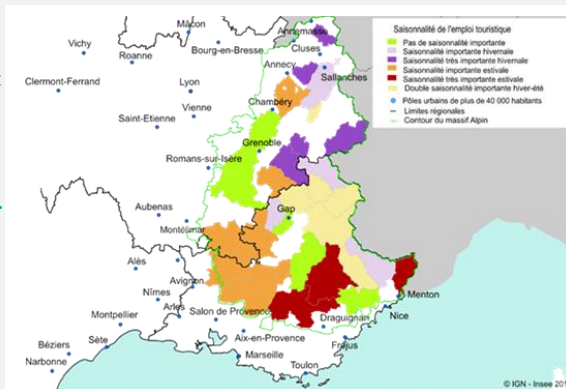 Saisonnalité de l'emploi touristique
Pas de saisonnalité importante
Saisonnalité importante hivernale
Saisonnalité très importante hivernale
Saisonnalité importante estivale
Saisonnalité très importante estivale
Double saisonnalité importante hiver-été
Pôles urbains de plus de 40 000 habitants
Limites régionales
Contour du massif Alpin
Mâcon
Annemasse
Vichy
Roanne
Bourg-en-Bresse
Cluses
Annecy
Sallanches
Clermont-Ferrand
Lyon
Vienne
Chambéry
Saint-Etienne
Grenoble
Romans-sur-Isère
Aubenas
Gap
Montélimar
Alès
Avignon
Nîmes
Menton
Arles
Salon de Provence
Nice
Montpellier
Draguignan
Aix-en-Provence
Fréjus
Béziers
Sète
Marseille
Narbonne
Toulon
© IGN - Insee 201